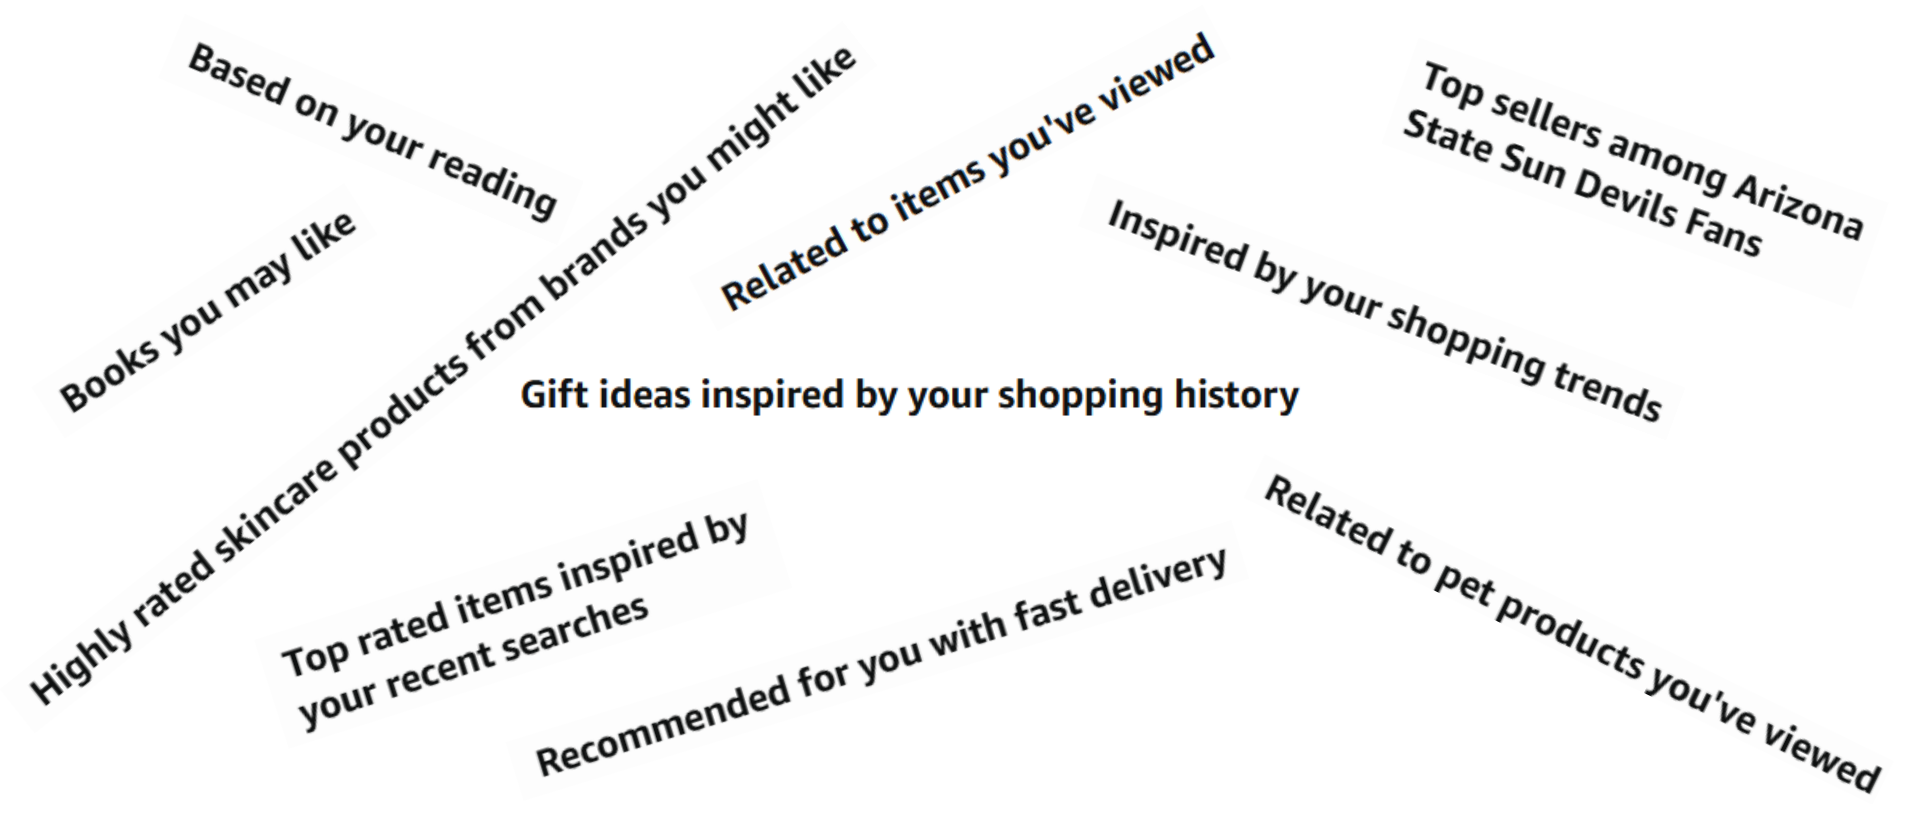 Based on your reading
Books you may like
Highly rated skincare products from brands you might like
Related to items you've viewed
Top sellers among Arizona
State Sun Devils Fans
Inspired by your shopping trends
Gift ideas inspired by your shopping history
Top rated items inspired by
your recent searches
Recommended for you with fast delivery
Related to pet products you've viewed